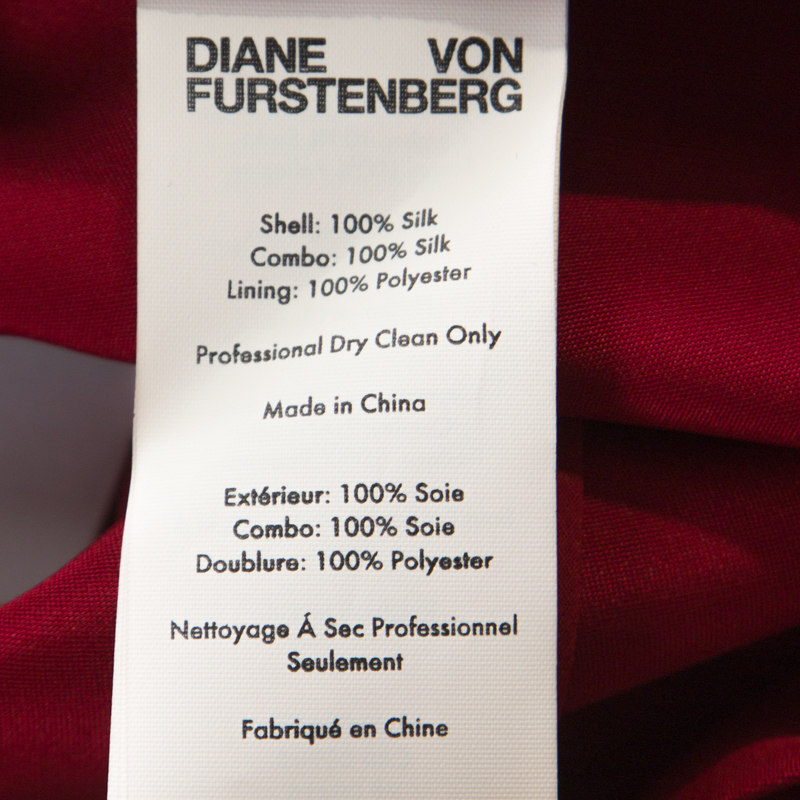 DIANE VON
FURSTENBERG
Shell: 100% Silk
Combo: 100% Silk
Lining: 100% Polyester
Professional Dry Clean Only
Made in China
Extérieur: 100% Soie
Combo: 100% Soie
Doublure: 100% Polyester
Nettoyage Á Sec Professionnel
Seulement
Fabriqué en Chine